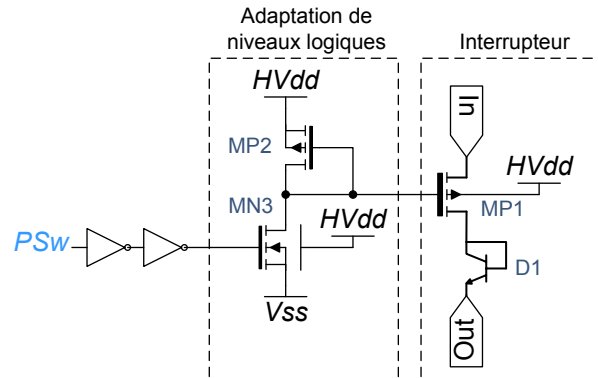 Adaptation de
niveaux logiques
Interrupteur
HVdd
In
MP2
HVdd
MN3
HVdd
MP1
PSw
D1
Vss
Out